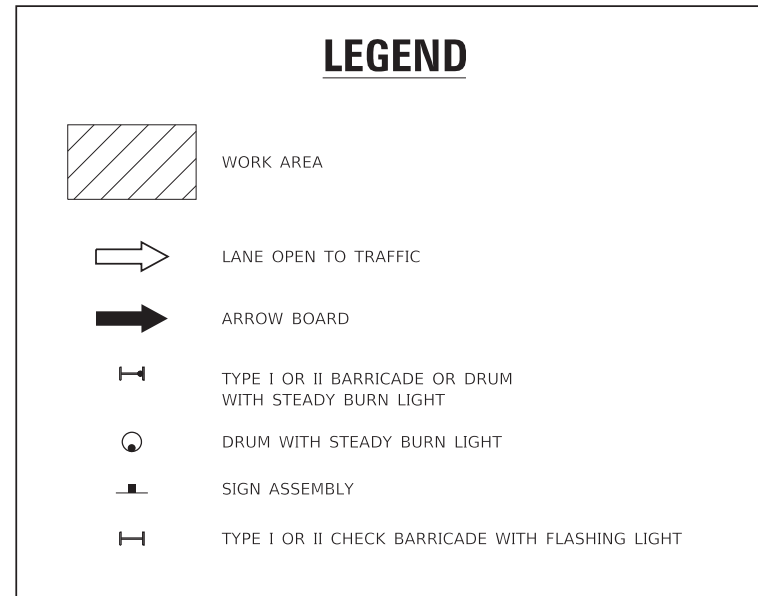 LEGEND
WORK AREA
LANE OPEN TO TRAFFIC
ARROW BOARD
TYPE I OR II BARRICADE OR DRUM
WITH STEADY BURN LIGHT
DRUM WITH STEADY BURN LIGHT
SIGN ASSEMBLY
TYPE I OR II CHECK BARRICADE WITH FLASHING LIGHT